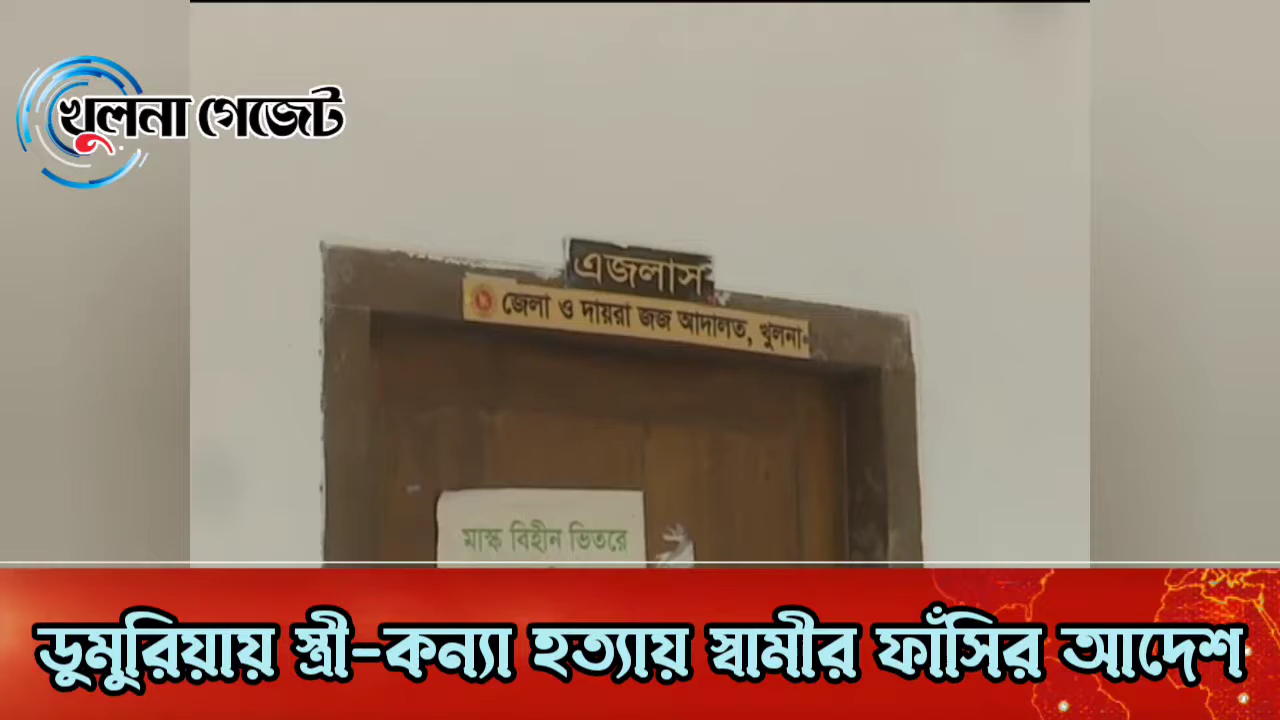 খুলনা গেজেট
এজলাস
জেলা ও দায়রা জজ আদালত, খুলনা
মাস্ক বিহীন ভিতরে
ডুমুরিয়ায় স্ত্রী-কন্যা হত্যায় স্বামীর ফাঁসির আদেশ